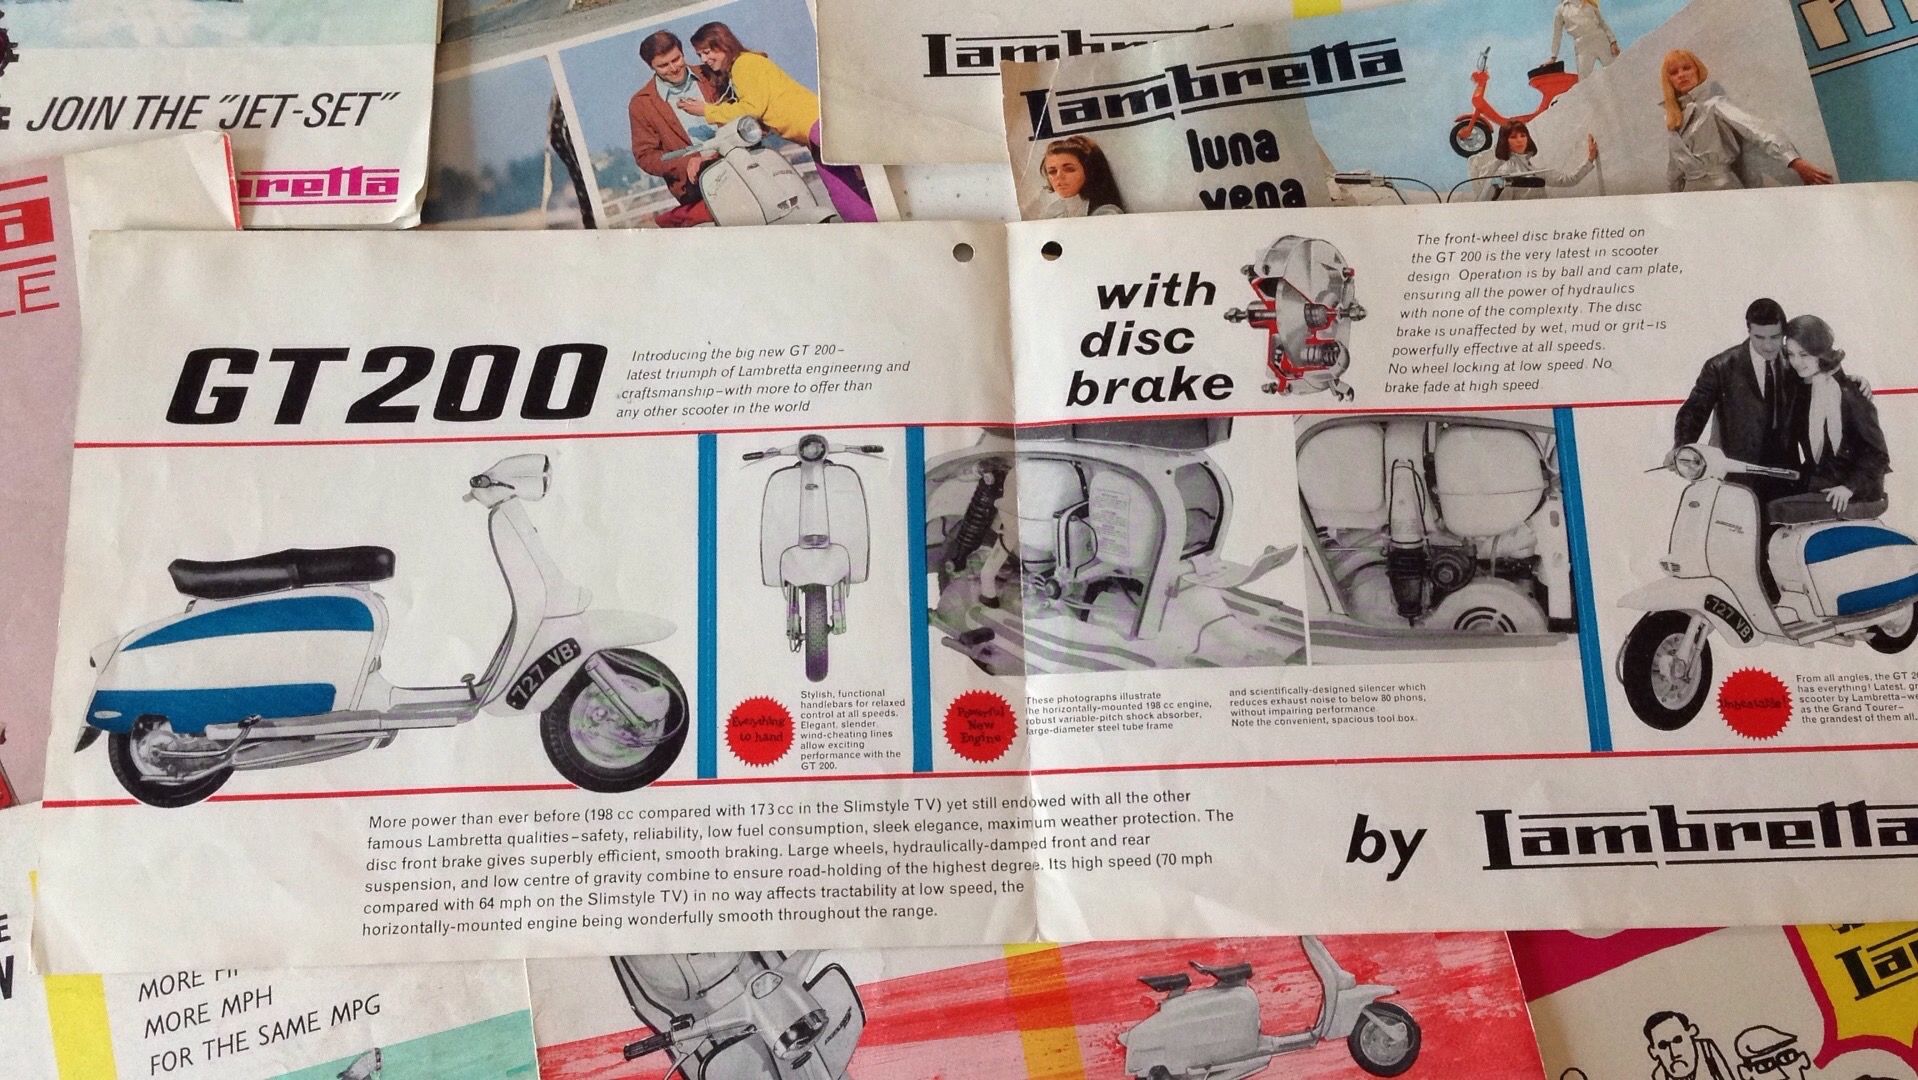 JOIN THE "JET-SET"
Lambretta
luna
GT200
Introducing the big new GT 200–
latest triumph of Lambretta engineering and
craftsmanship–with more to offer than
any other scooter in the world
with
disc
brake
The front-wheel disc brake fitted on
the GT 200 is the very latest in scooter
design. Operation is by ball and cam plate,
ensuring all the power of hydraulics
with none of the complexity. The disc
brake is unaffected by wet, mud or grit–is
powerfully effective at all speeds.
No wheel locking at low speed. No
brake fade at high speed.
727 VB
727 VB
Everything
to hand
Stylish, functional
handlebars for relaxed
control at all speeds.
Elegant, slender,
wind-cheating lines
allow exciting
performance with the
GT 200.
Powerful
New
Engine
These photographs illustrate
the horizontally-mounted 198 cc engine,
robust variable-pitch shock absorber,
large-diameter steel tube frame
and scientifically-designed silencer which
reduces exhaust noise to below 80 phons,
without impairing performance.
Note the convenient, spacious tool box.
Unbeatable!
From all angles, the GT 20
has everything! Latest, gr
scooter by Lambretta–we
as the Grand Tourer–
the grandest of them all.
More power than ever before (198 cc compared with 173 cc in the Slimstyle TV) yet still endowed with all the other
famous Lambretta qualities–safety, reliability, low fuel consumption, sleek elegance, maximum weather protection. The
disc front brake gives superbly efficient, smooth braking. Large wheels, hydraulically-damped front and rear
suspension, and low centre of gravity combine to ensure road-holding of the highest degree. Its high speed (70 mph
compared with 64 mph on the Slimstyle TV) in no way affects tractability at low speed, the
horizontally-mounted engine being wonderfully smooth throughout the range.
by Lambretta
MORE
MORE MPH
FOR THE SAME MPG